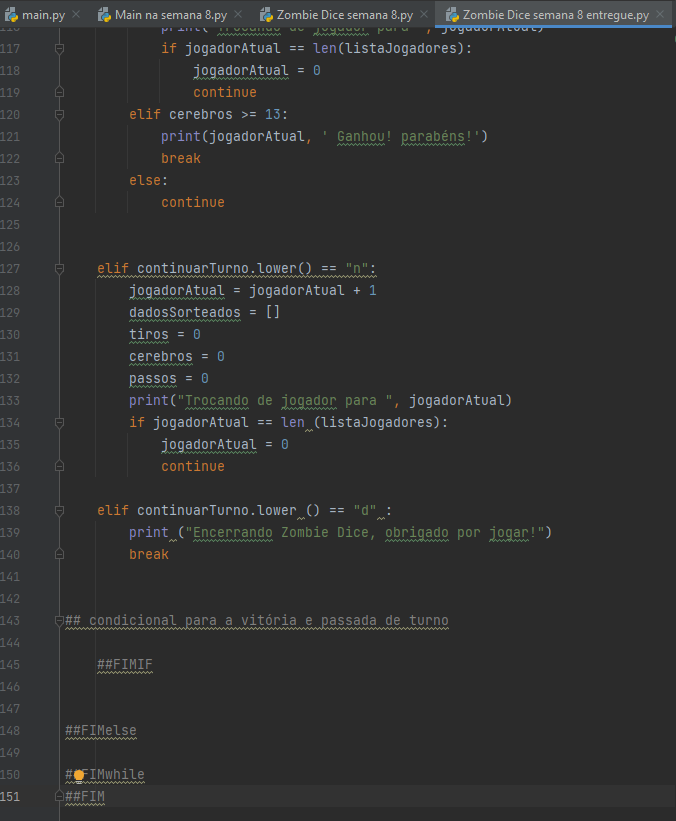 main.py × Main na semana 8.py × Zombie Dice semana 8.py × Zombie Dice semana 8 entregue.py ×
116 print("Trocando de jogador para ", jogadorAtual)
117 if jogadorAtual == len(listaJogadores):
118 jogadorAtual = 0
119 continue
120 elif cerebros >= 13:
121 print(jogadorAtual, ' Ganhou! parabéns!')
122 break
123 else:
124 continue
125
126
127 elif continuarTurno.lower() == "n":
128 jogadorAtual = jogadorAtual + 1
129 dadosSorteados = []
130 tiros = 0
131 cerebros = 0
132 passos = 0
133 print("Trocando de jogador para ", jogadorAtual)
134 if jogadorAtual == len (listaJogadores):
135 jogadorAtual = 0
136 continue
137
138 elif continuarTurno.lower () == "d" :
139 print ("Encerrando Zombie Dice, obrigado por jogar!")
140 break
141
142
143 ## condicional para a vitória e passada de turno
144
145 ##FIMIF
146
147
148 ##FIMelse
149
150 ##FIMwhile
151 ##FIM